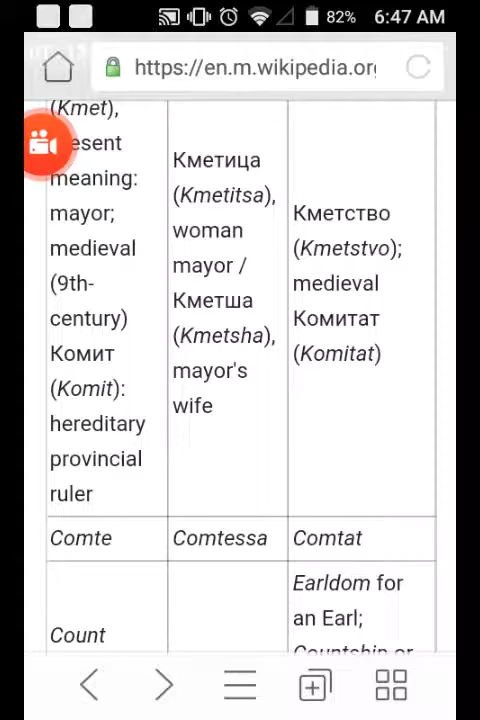 82% 6:47 AM
https://en.m.wikipedia.or
(Kmet),
meaning:
mayor;
medieval
(9th-
century)
Комит
(Komit):
hereditary
provincial
ruler
Кметица
(Kmetitsa),
woman
mayor /
Кметша
(Kmetsha),
mayor's
wife
Кметство
(Kmetstvo);
medieval
Комитат
(Komitat)
Comte
Comtessa
Comtat
Count
Earldom for
an Earl;
Countship or